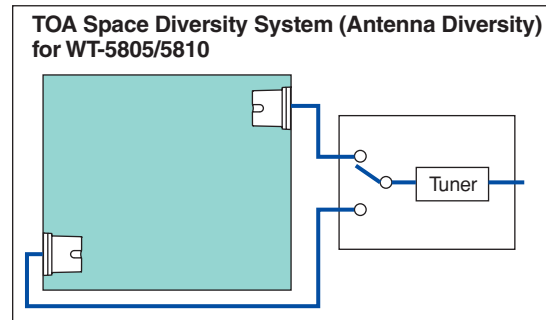 TOA Space Diversity System (Antenna Diversity)
for WT-5805/5810
Tuner